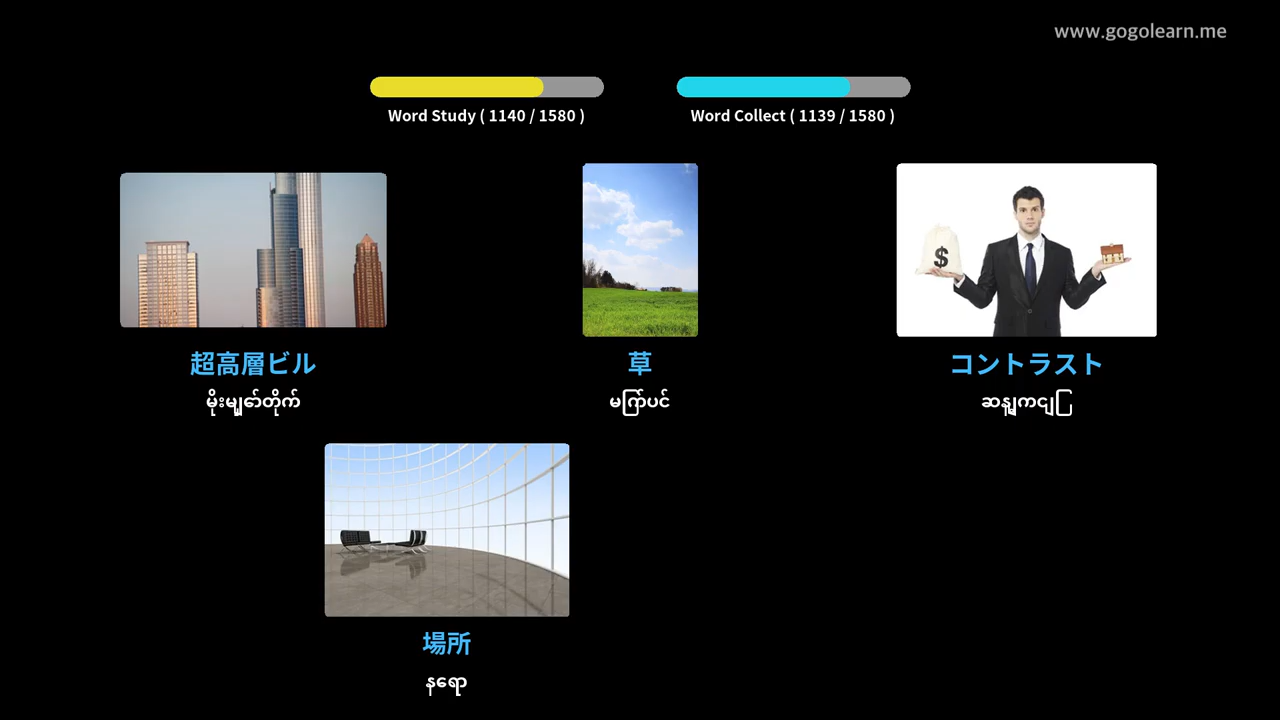 www.gogolearn.me
Word Study ( 1140 / 1580 )
Word Collect ( 1139 / 1580 )
超高層ビル
草
コントラスト
မိုးမျှော်တိုက်
မြက်ပင်
ဆန့်ကျင်
場所
နေရာ